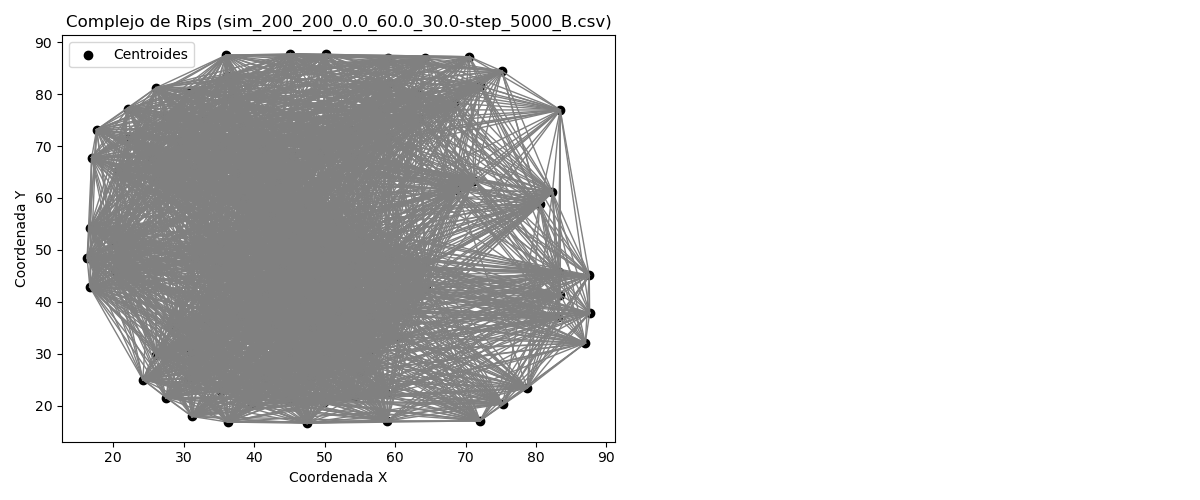 Complejo de Rips (sim_200_200_0.0_60.0_30.0-step_5000_B.csv)
Centroides
Coordenada Y
90
80
70
60
50
40
30
20
20 30 40 50 60 70 80 90
Coordenada X